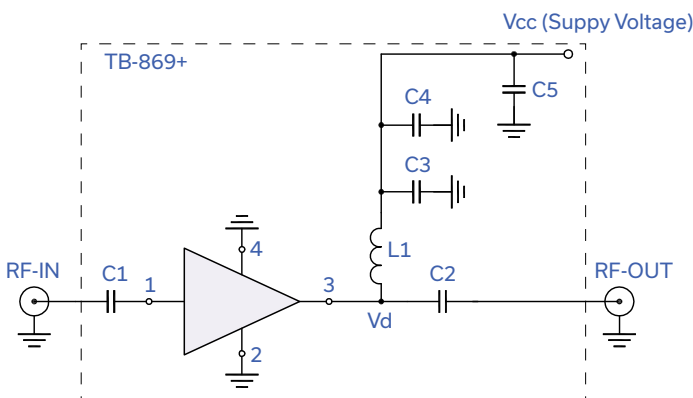 Vcc (Suppy Voltage)
TB-869+
C4
C5
C3
4
L1
RF-IN
C1
1
3
C2
RF-OUT
Vd
2